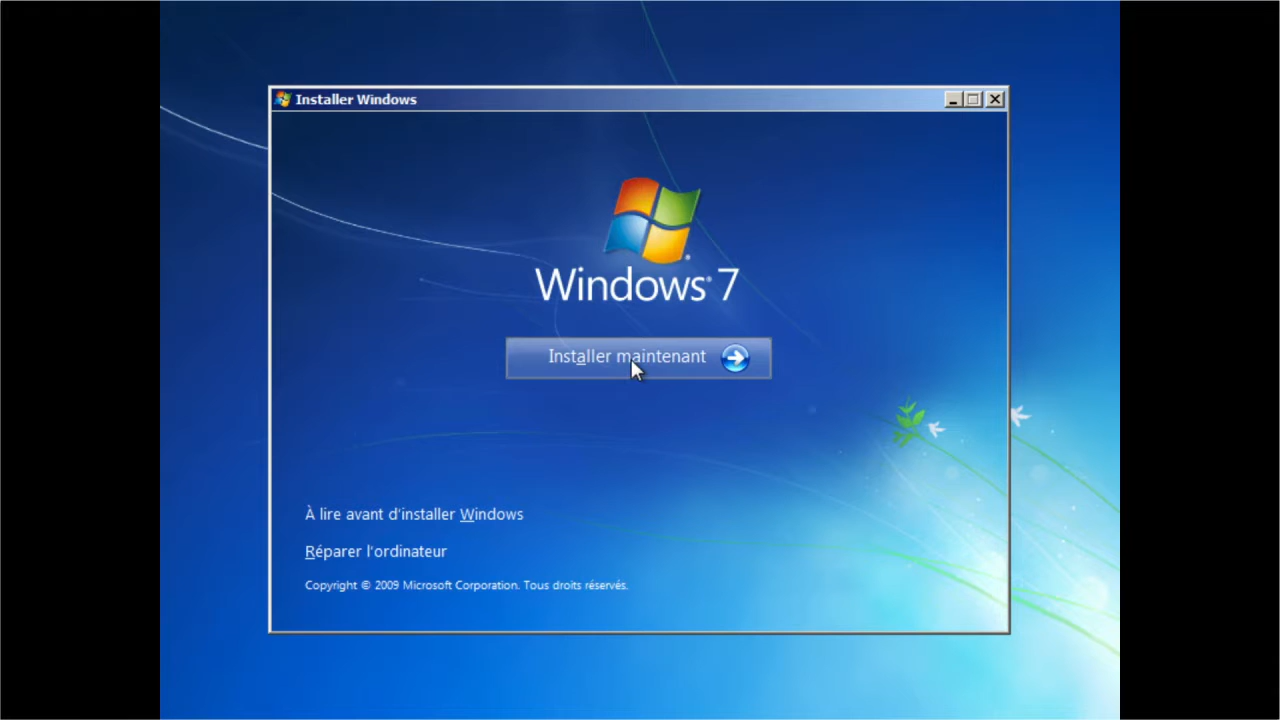 Installer Windows
Windows® 7
Installer maintenant
À lire avant d'installer Windows
Réparer l'ordinateur
Copyright © 2009 Microsoft Corporation. Tous droits réservés.